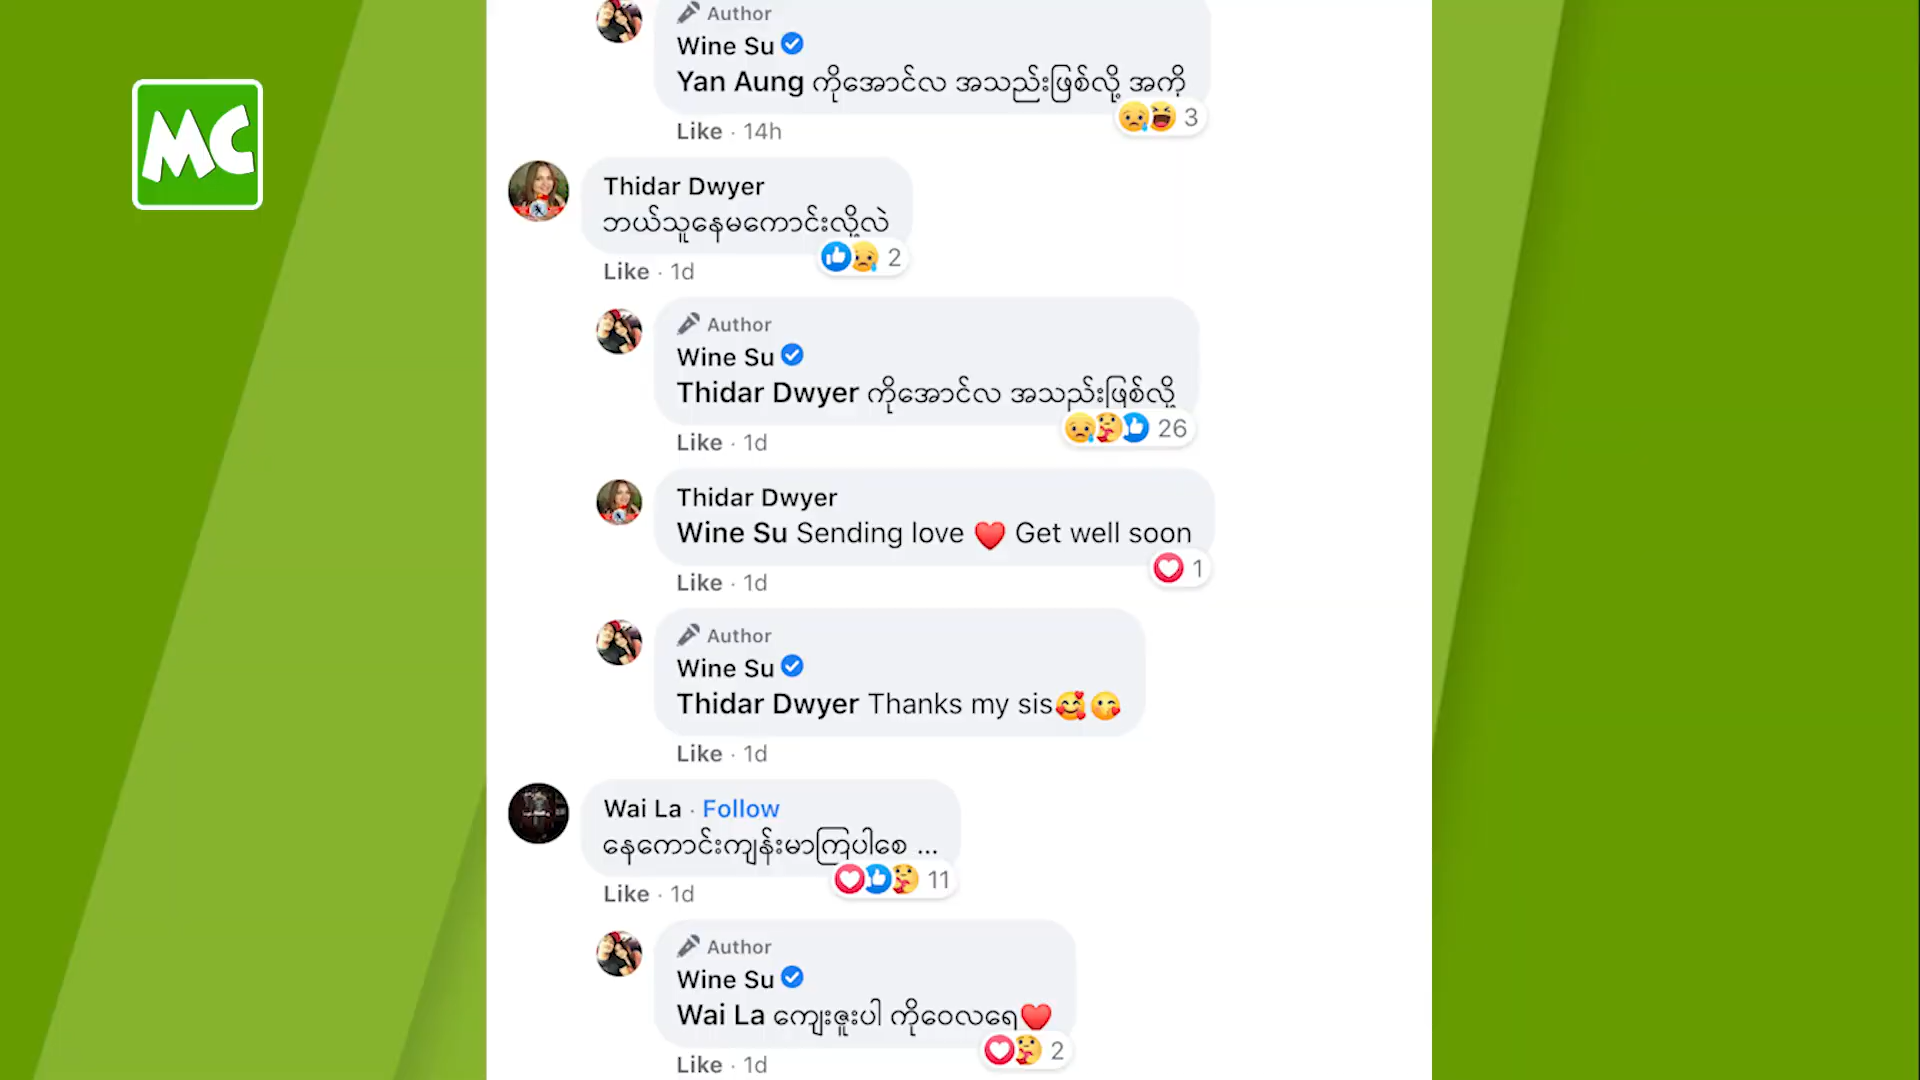 MC
Author
Wine Su
Yan Aung ကိုအောင်လ အသည်းဖြစ်လို့ အကို
3
Like · 14h
Thidar Dwyer
ဘယ်သူနေမကောင်းလို့လဲ
2
Like · 1d
Author
Wine Su
Thidar Dwyer ကိုအောင်လ အသည်းဖြစ်လို့
26
Like · 1d
Thidar Dwyer
Wine Su Sending love ❤️ Get well soon
1
Like · 1d
Author
Wine Su
Thidar Dwyer Thanks my sis🥰😘
Like · 1d
Wai La · Follow
နေကောင်းကျန်းမာကြပါစေ ...
11
Like · 1d
Author
Wine Su
Wai La ကျေးဇူးပါ ကိုဝေလရေ❤️
2
Like · 1d